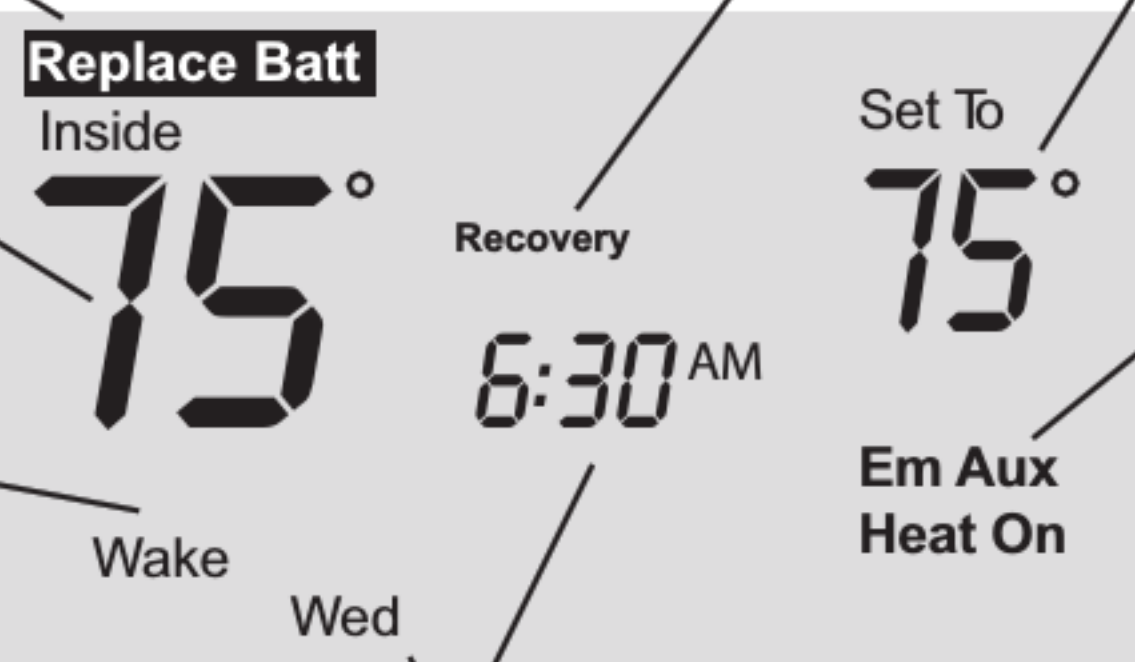 Replace Batt
Inside
75°
Recovery
6:30 AM
Wake
Wed
Set To
75°
Em Aux
Heat On